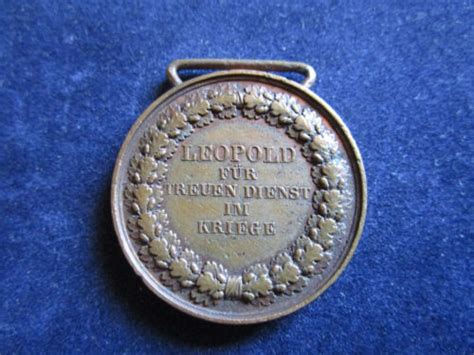 LEOPOLD
FÜR
TREUEN DIENST
IM
KRIEGE